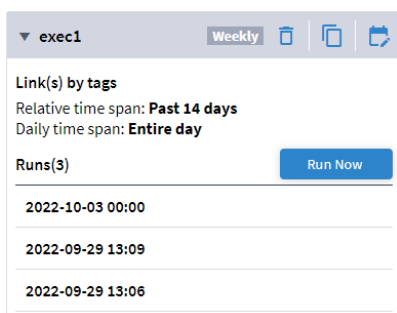 exec1 Weekly
Link(s) by tags
Relative time span: Past 14 days
Daily time span: Entire day
Runs(3) Run Now
2022-10-03 00:00
2022-09-29 13:09
2022-09-29 13:06